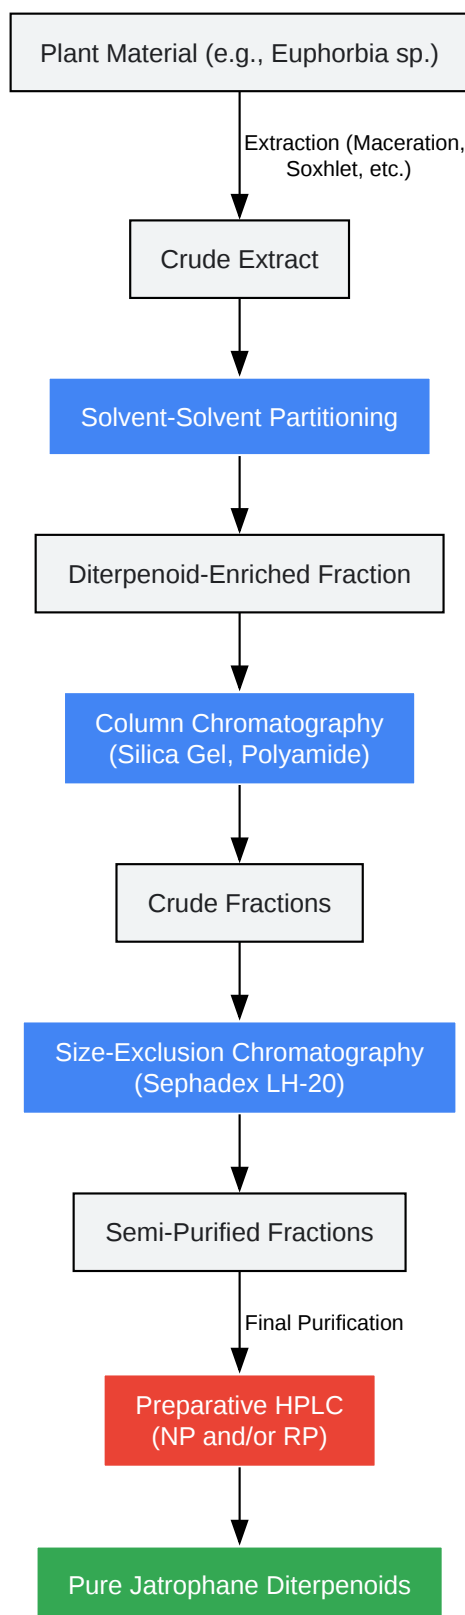 Plant Material (e.g., Euphorbia sp.)
Extraction (Maceration,
Soxhlet, etc.)
Crude Extract
Solvent-Solvent Partitioning
Diterpenoid-Enriched Fraction
Column Chromatography
(Silica Gel, Polyamide)
Crude Fractions
Size-Exclusion Chromatography
(Sephadex LH-20)
Semi-Purified Fractions
Final Purification
Preparative HPLC
(NP and/or RP)
Pure Jatrophane Diterpenoids